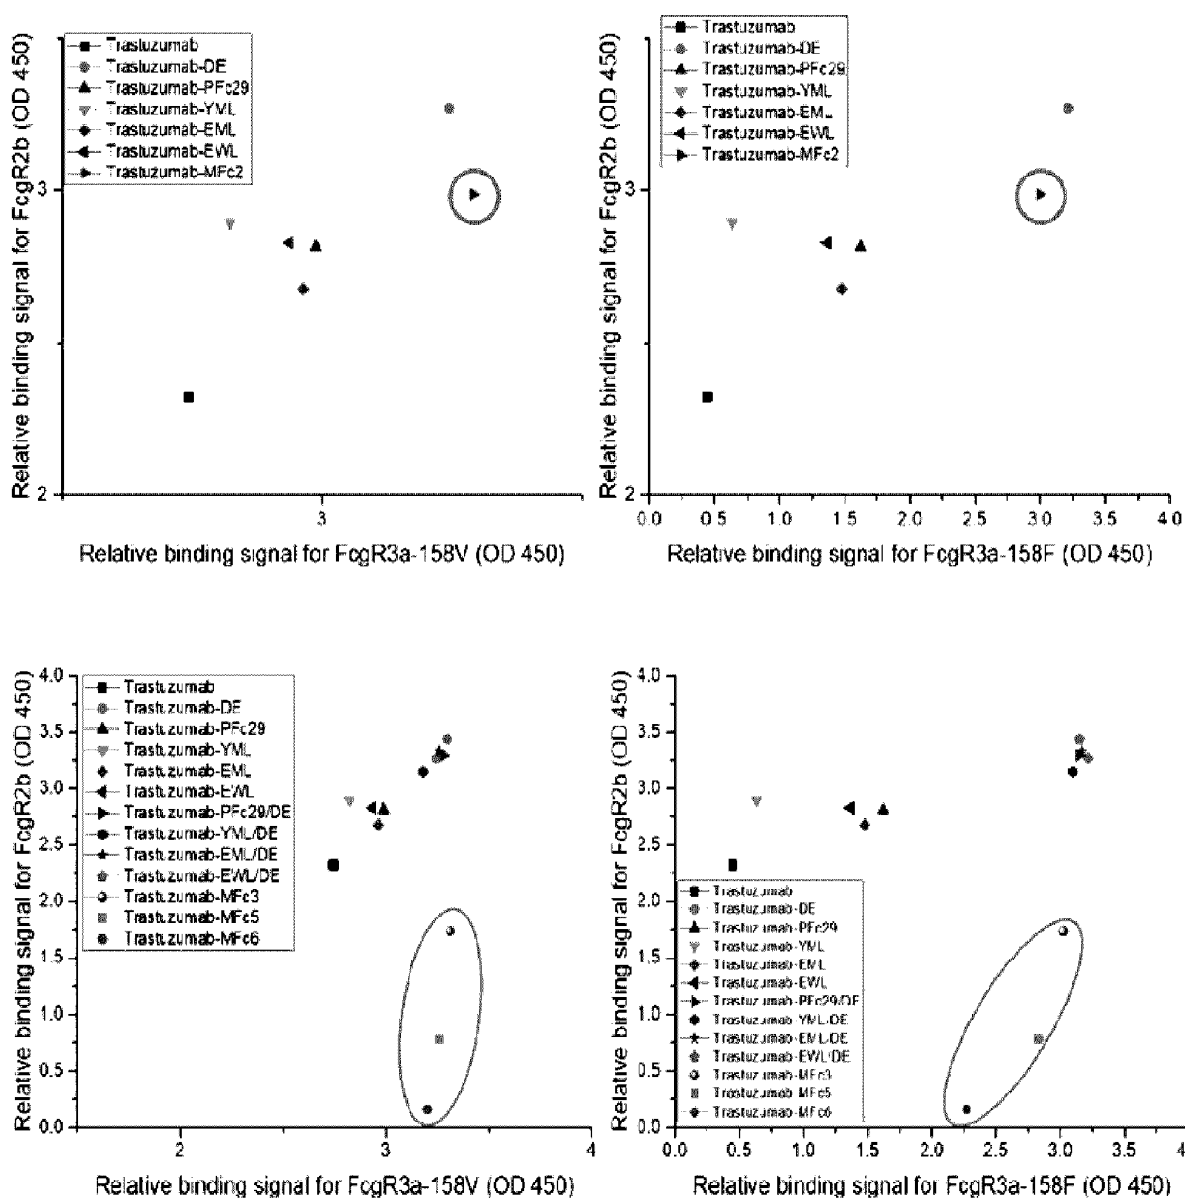 Trastuzumab
Trastuzumab-DE
Trastuzumab-PFc29
Trastuzumab-YML
Trastuzumab-EML
Trastuzumab-EWL
Trastuzumab-MFc2
Relative binding signal for FcgR2b (OD 450)
3
2
3
Relative binding signal for FcgR3a-158V (OD 450)
Trastuzumab
Trastuzumab-DE
Trastuzumab-PFc29
Trastuzumab-YML
Trastuzumab-EML
Trastuzumab-EWL
Trastuzumab-MFc2
Relative binding signal for FcgR2b (OD 450)
3
2
0.0 0.5 1.0 1.5 2.0 2.5 3.0 3.5 4.0
Relative binding signal for FcgR3a-158F (OD 450)
Trastuzumab
Trastuzumab-DE
Trastuzumab-PFc29
Trastuzumab-YML
Trastuzumab-EML
Trastuzumab-EWL
Trastuzumab-PFc29/DE
Trastuzumab-YML/DE
Trastuzumab-EML/DE
Trastuzumab-EWL/DE
Trastuzumab-MFc3
Trastuzumab-MFc5
Trastuzumab-MFc6
Relative binding signal for FcgR2b (OD 450)
4.0
3.5
3.0
2.5
2.0
1.5
1.0
0.5
0.0
2 3 4
Relative binding signal for FcgR3a-158V (OD 450)
Trastuzumab
Trastuzumab-DE
Trastuzumab-PFc29
Trastuzumab-YML
Trastuzumab-EML
Trastuzumab-EWL
Trastuzumab-PFc29/DE
Trastuzumab-YML/DE
Trastuzumab-EML/DE
Trastuzumab-EWL/DE
Trastuzumab-MFc3
Trastuzumab-MFc5
Trastuzumab-MFc6
Relative binding signal for FcgR2b (OD 450)
4.0
3.5
3.0
2.5
2.0
1.5
1.0
0.5
0.0
0.0 0.5 1.0 1.5 2.0 2.5 3.0 3.5 4
Relative binding signal for FcgR3a-158F (OD 450)